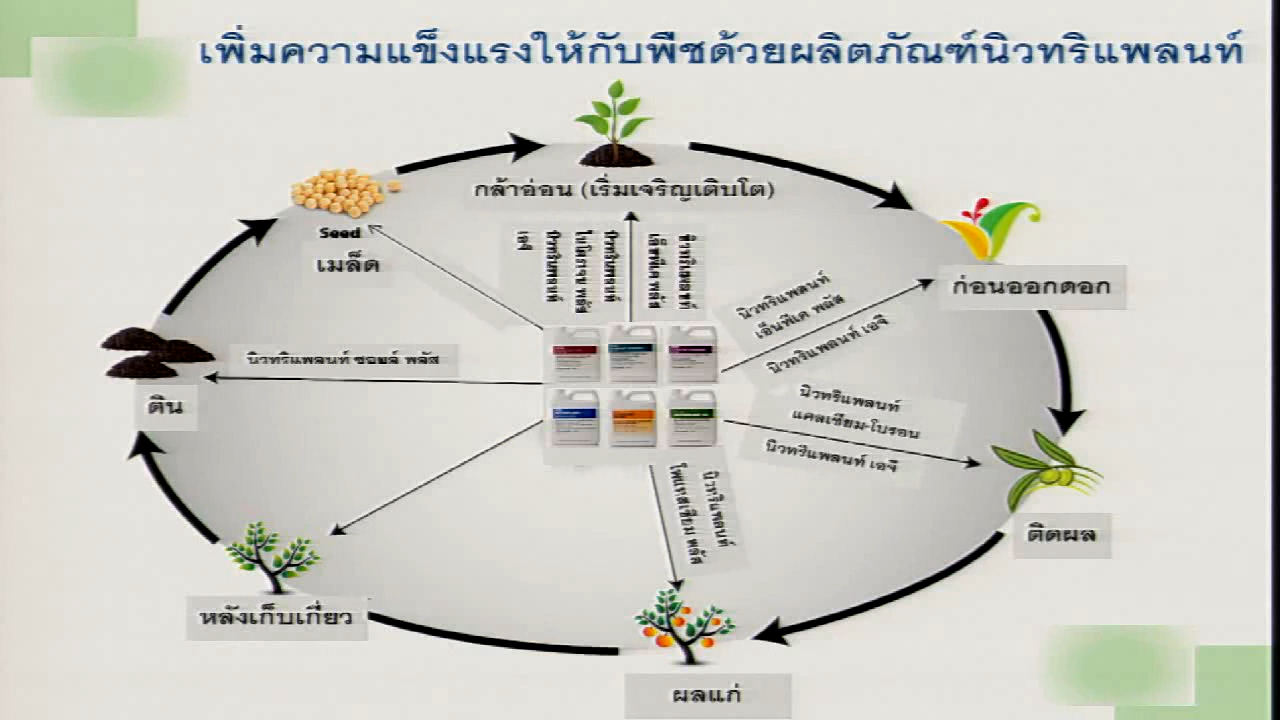 เพิ่มความแข็งแรงให้กับพืชด้วยผลิตภัณฑ์นิวทริแพลนท์
กล้าอ่อน (เริ่มเจริญเติบโต)
Seed
เมล็ด
ก่อนออกดอก
นิวทริแพลนท์
เอ็นพีเค พลัส
นิวทริแพลนท์ เอจี
นิวทริแพลนท์ ซอยล์ พลัส
ดิน
นิวทริแพลนท์
แคลเซียม-โบรอน
นิวทริแพลนท์ เอจี
นิวทริแพลนท์
โพแทสเซียม พลัส
ติดผล
หลังเก็บเกี่ยว
ผลแก่